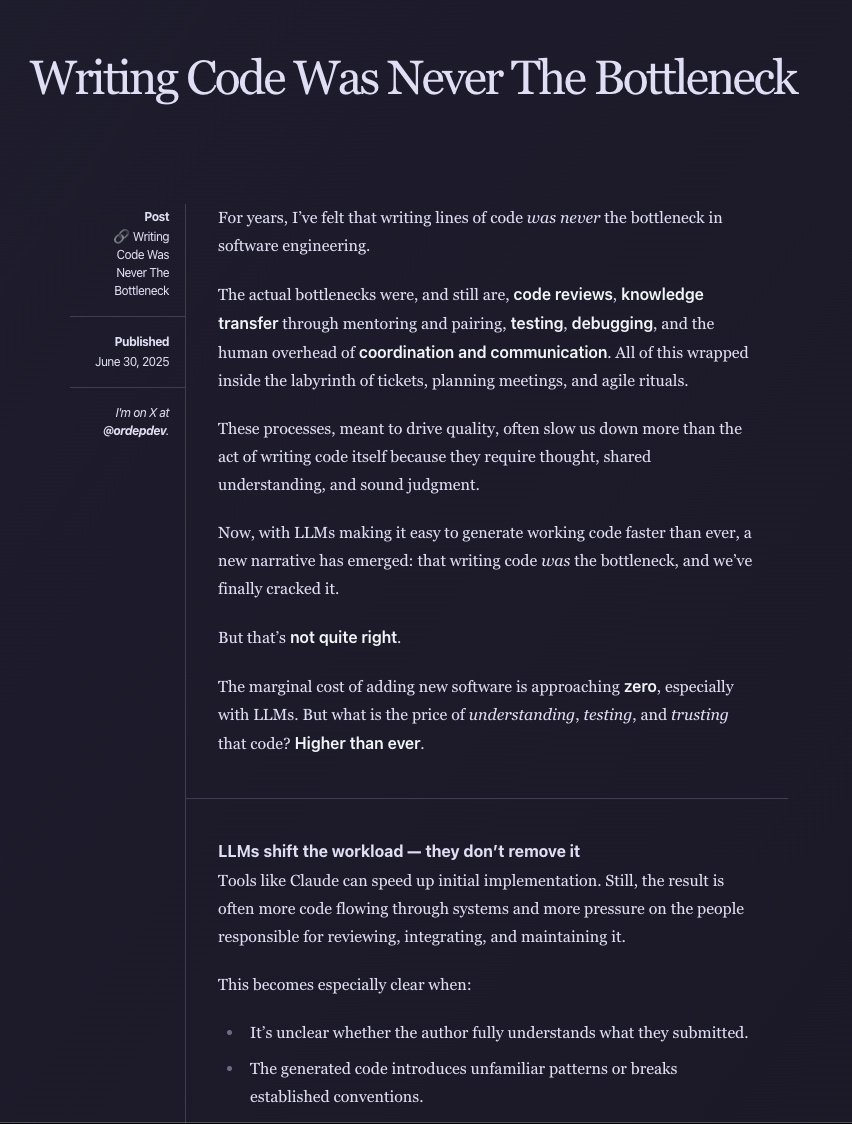 Writing Code Was Never The Bottleneck
Post
🔗 Writing
Code Was
Never The
Bottleneck
Published
June 30, 2025
I'm on X at
@ordepdev.
For years, I’ve felt that writing lines of code was never the bottleneck in
software engineering.
The actual bottlenecks were, and still are, code reviews, knowledge
transfer through mentoring and pairing, testing, debugging, and the
human overhead of coordination and communication. All of this wrapped
inside the labyrinth of tickets, planning meetings, and agile rituals.
These processes, meant to drive quality, often slow us down more than the
act of writing code itself because they require thought, shared
understanding, and sound judgment.
Now, with LLMs making it easy to generate working code faster than ever, a
new narrative has emerged: that writing code was the bottleneck, and we’ve
finally cracked it.
But that’s not quite right.
The marginal cost of adding new software is approaching zero, especially
with LLMs. But what is the price of understanding, testing, and trusting
that code? Higher than ever.
LLMs shift the workload — they don’t remove it
Tools like Claude can speed up initial implementation. Still, the result is
often more code flowing through systems and more pressure on the people
responsible for reviewing, integrating, and maintaining it.
This becomes especially clear when:
• It’s unclear whether the author fully understands what they submitted.
• The generated code introduces unfamiliar patterns or breaks
established conventions.